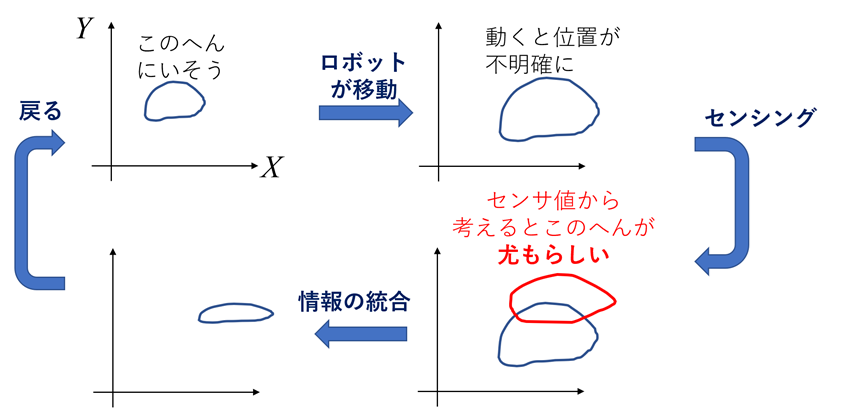 Y
このへん
にいそう
X
ロボット
が移動
動くと位置が
不明確に
センシング
センサ値から
考えるとこのへんが
尤もらしい
情報の統合
戻る